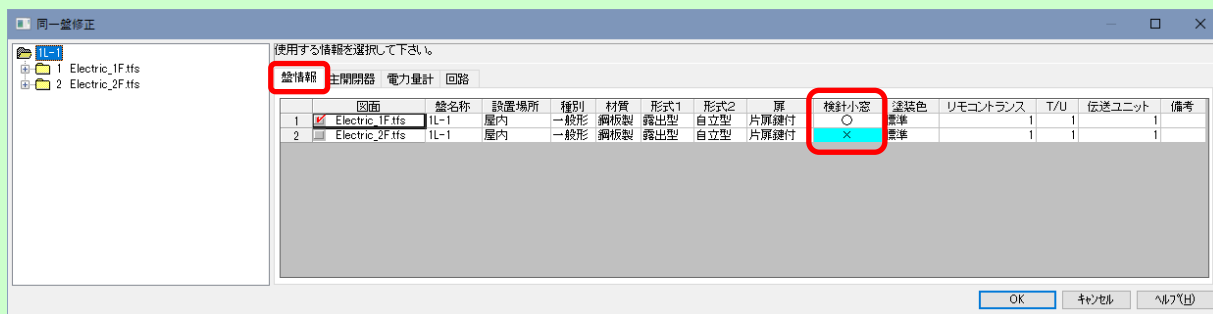 同一盤修正
1L-1
1 Electric_1F.tfs
2 Electric_2F.tfs
使用する情報を選択して下さい。
盤情報 主開閉器 電力量計 回路
図面 盤名称 設置場所 種別 材質 形式1 形式2 扉 検針小窓 塗装色 リモコントランス T/U 伝送ユニット 備考
1 Electric_1F.tfs 1L-1 屋内 一般形 鋼板製 露出型 自立型 片扉鍵付 ○ 標準 1 1 1
2 Electric_2F.tfs 1L-1 屋内 一般形 鋼板製 露出型 自立型 片扉鍵付 × 標準 1 1 1
OK キャンセル ヘルプ(H)